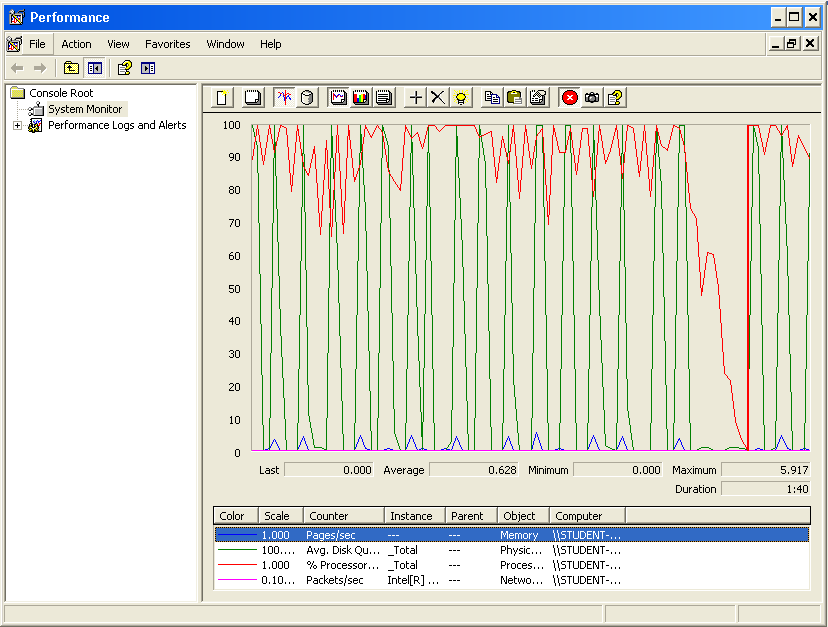 Performance
File Action View Favorites Window Help
Console Root
System Monitor
Performance Logs and Alerts
100
90
80
70
60
50
40
30
20
10
0
Last 0.000 Average 0.628 Minimum 0.000 Maximum 5.917
Duration 1:40
Color Scale Counter Instance Parent Object Computer
1.000 Pages/sec --- --- Memory \\STUDENT-...
100.... Avg. Disk Qu... _Total --- Physic... \\STUDENT-...
1.000 % Processor... _Total --- Proces... \\STUDENT-...
0.10... Packets/sec Intel[R] ... --- Netwo... \\STUDENT-...